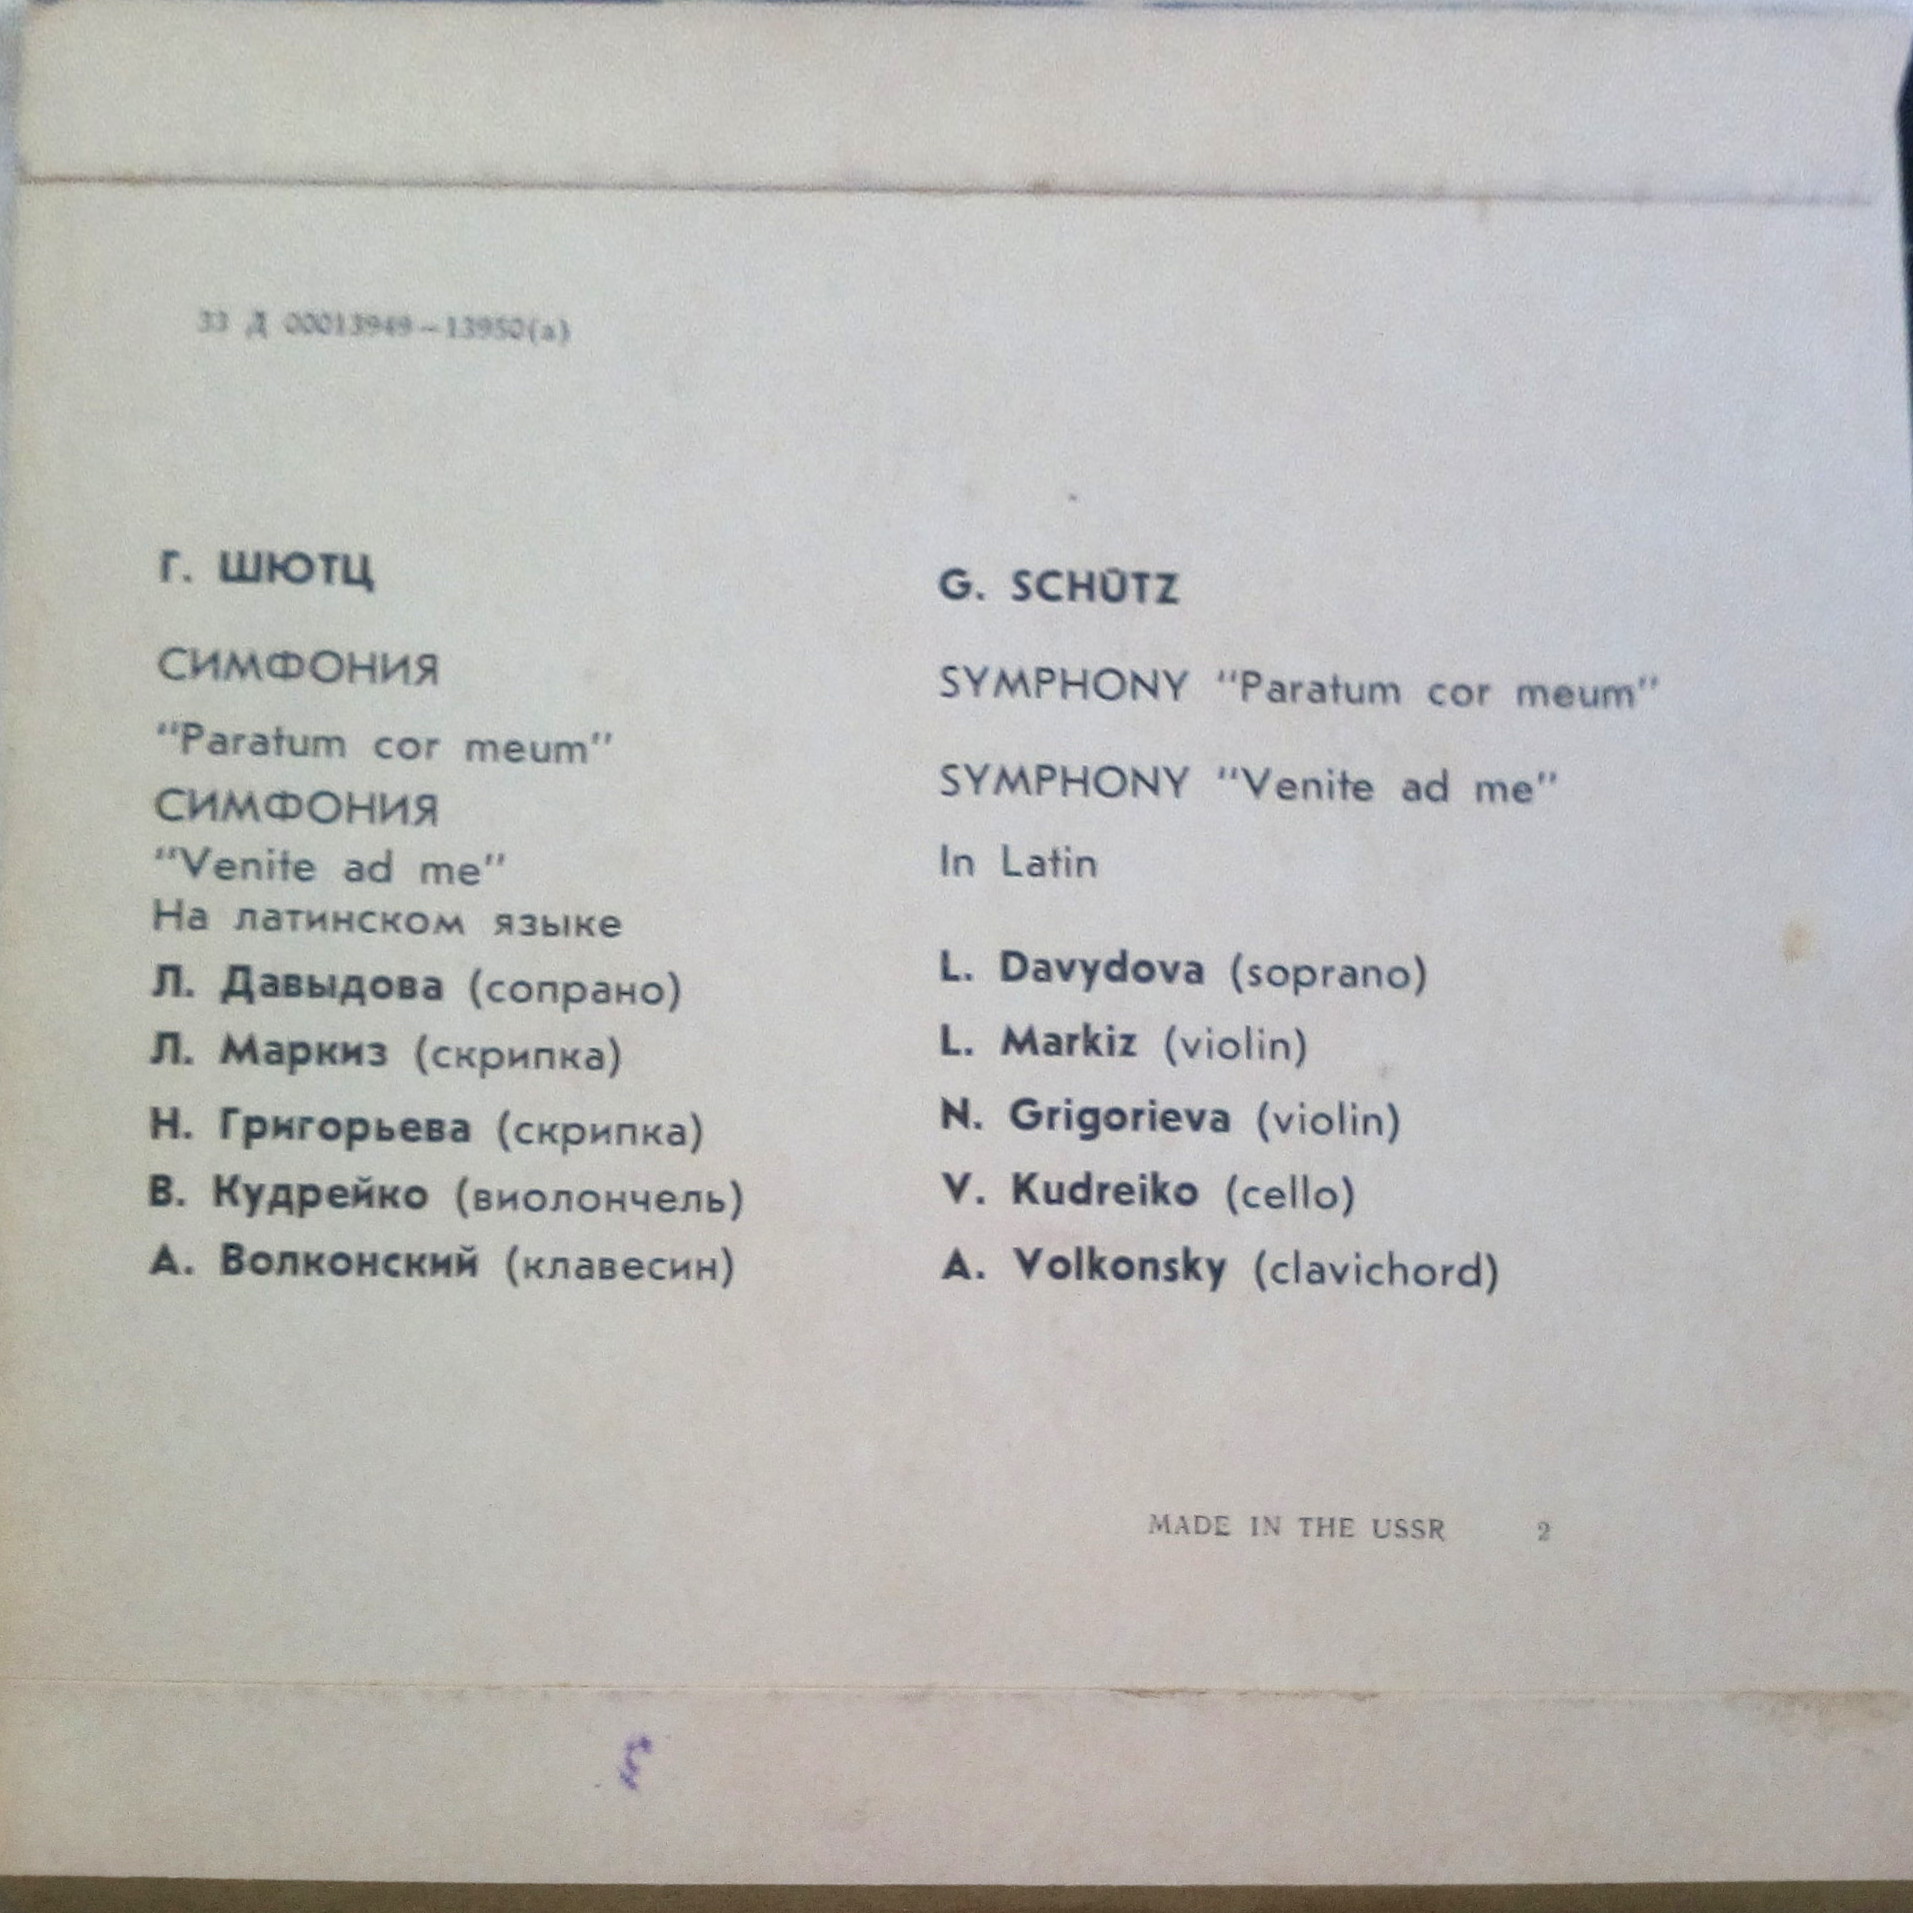 33 Д 00013949–13950(а)
Г. ШЮТЦ
СИМФОНИЯ
“Paratum cor meum”
СИМФОНИЯ
“Venite ad me”
На латинском языке
Л. Давыдова (сопрано)
Л. Маркиз (скрипка)
Н. Григорьева (скрипка)
В. Кудрейко (виолончель)
А. Волконский (клавесин)
G. SCHÜTZ
SYMPHONY “Paratum cor meum”
SYMPHONY “Venite ad me”
In Latin
L. Davydova (soprano)
L. Markiz (violin)
N. Grigorieva (violin)
V. Kudreiko (cello)
A. Volkonsky (clavichord)
MADE IN THE USSR 2